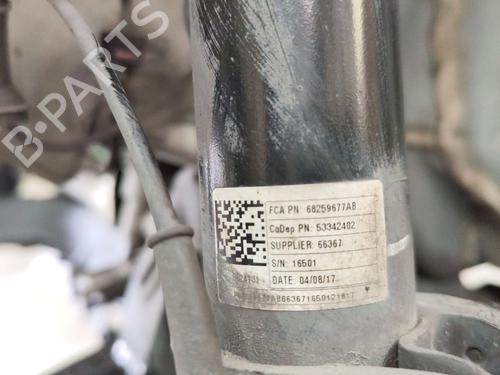 B-PARTS
FCA PN: 68259677AB
CoDep PN: 53342402
SUPPLIER: 66367
S/N: 16501
DATE: 04/08/17